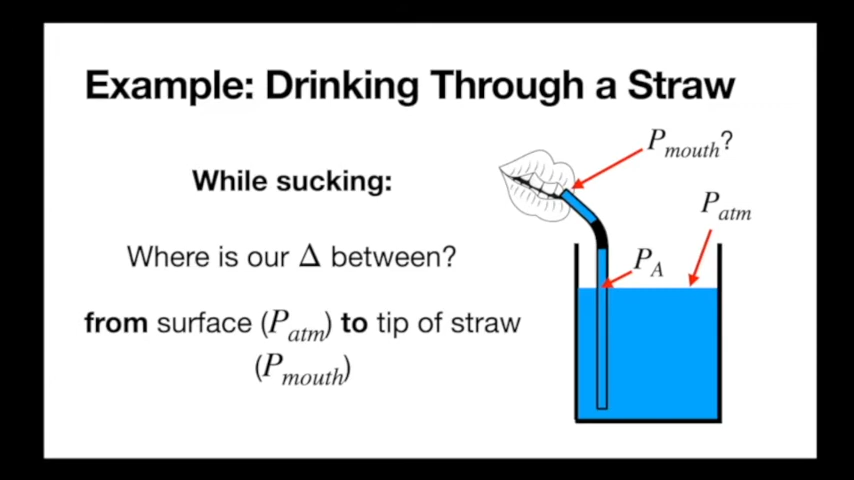 Example: Drinking Through a Straw
While sucking:
Where is our Δ between?
from surface (P_atm) to tip of straw
(P_mouth)
P_mouth?
P_atm
P_A